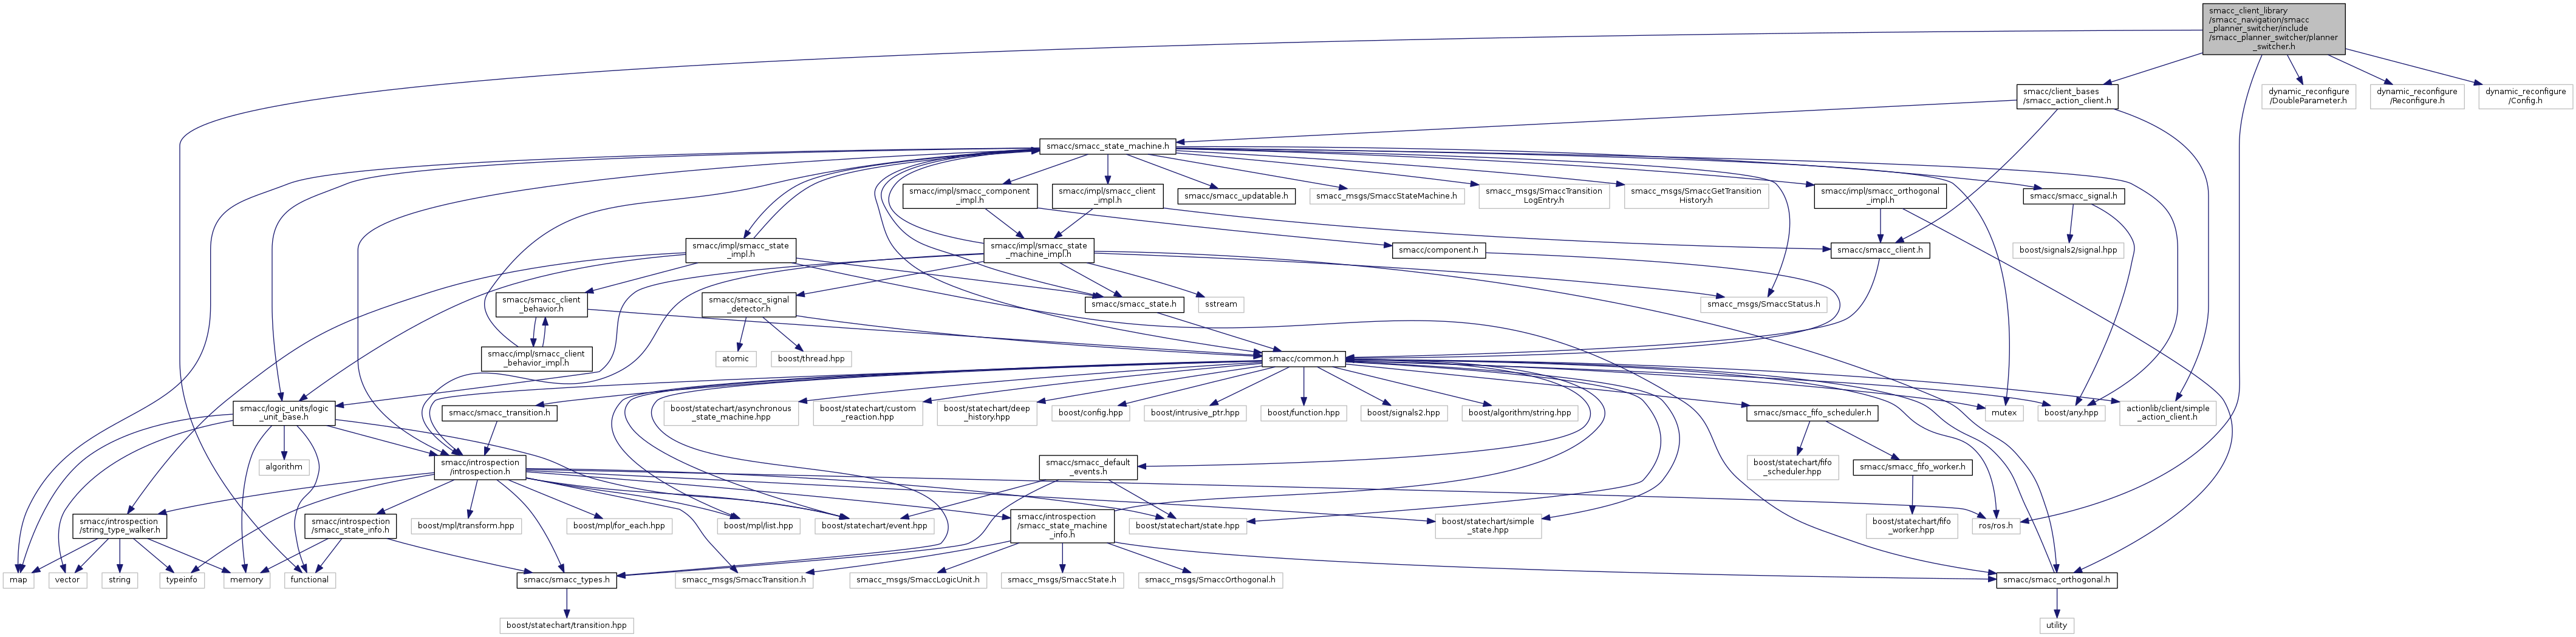 smacc_client_library
/smacc_navigation/smacc
_planner_switcher/include
/smacc_planner_switcher/planner
_switcher.h
smacc/client_bases
/smacc_action_client.h
dynamic_reconfigure
/DoubleParameter.h
dynamic_reconfigure
/Reconfigure.h
dynamic_reconfigure
/Config.h
smacc/smacc_state_machine.h
smacc/impl/smacc_component
_impl.h
smacc/impl/smacc_client
_impl.h
smacc/smacc_updatable.h
smacc_msgs/SmaccStateMachine.h
smacc_msgs/SmaccTransition
LogEntry.h
smacc_msgs/SmaccGetTransition
History.h
smacc/impl/smacc_orthogonal
_impl.h
smacc/smacc_signal.h
smacc/impl/smacc_state
_impl.h
smacc/impl/smacc_state
_machine_impl.h
smacc/component.h
smacc/smacc_client.h
boost/signals2/signal.hpp
smacc/smacc_client
_behavior.h
smacc/smacc_signal
_detector.h
smacc/smacc_state.h
sstream
smacc_msgs/SmaccStatus.h
smacc/impl/smacc_client
_behavior_impl.h
atomic
boost/thread.hpp
smacc/common.h
smacc/logic_units/logic
_unit_base.h
smacc/smacc_transition.h
boost/statechart/asynchronous
_state_machine.hpp
boost/statechart/custom
_reaction.hpp
boost/statechart/deep
_history.hpp
boost/config.hpp
boost/intrusive_ptr.hpp
boost/function.hpp
boost/signals2.hpp
boost/algorithm/string.hpp
smacc/smacc_fifo_scheduler.h
mutex
boost/any.hpp
actionlib/client/simple
_action_client.h
algorithm
smacc/introspection
/introspection.h
smacc/smacc_default
_events.h
boost/statechart/fifo
_scheduler.hpp
smacc/smacc_fifo_worker.h
smacc/introspection
/string_type_walker.h
smacc/introspection
/smacc_state_info.h
boost/mpl/transform.hpp
boost/mpl/for_each.hpp
boost/mpl/list.hpp
boost/statechart/event.hpp
smacc/introspection
/smacc_state_machine
_info.h
boost/statechart/state.hpp
boost/statechart/simple
_state.hpp
boost/statechart/fifo
_worker.hpp
ros/ros.h
map
vector
string
typeinfo
memory
functional
smacc/smacc_types.h
smacc_msgs/SmaccTransition.h
smacc_msgs/SmaccLogicUnit.h
smacc_msgs/SmaccState.h
smacc_msgs/SmaccOrthogonal.h
smacc/smacc_orthogonal.h
boost/statechart/transition.hpp
utility